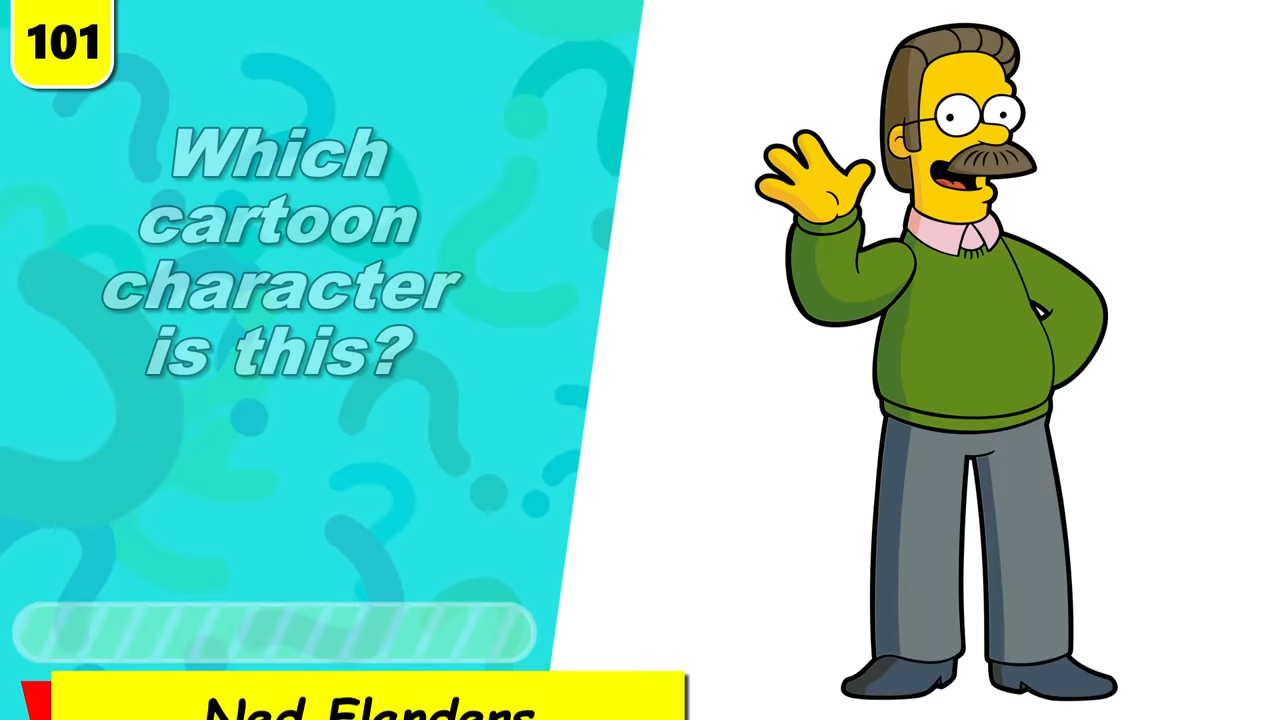 101
Which
cartoon
character
is this?
Ned Flanders